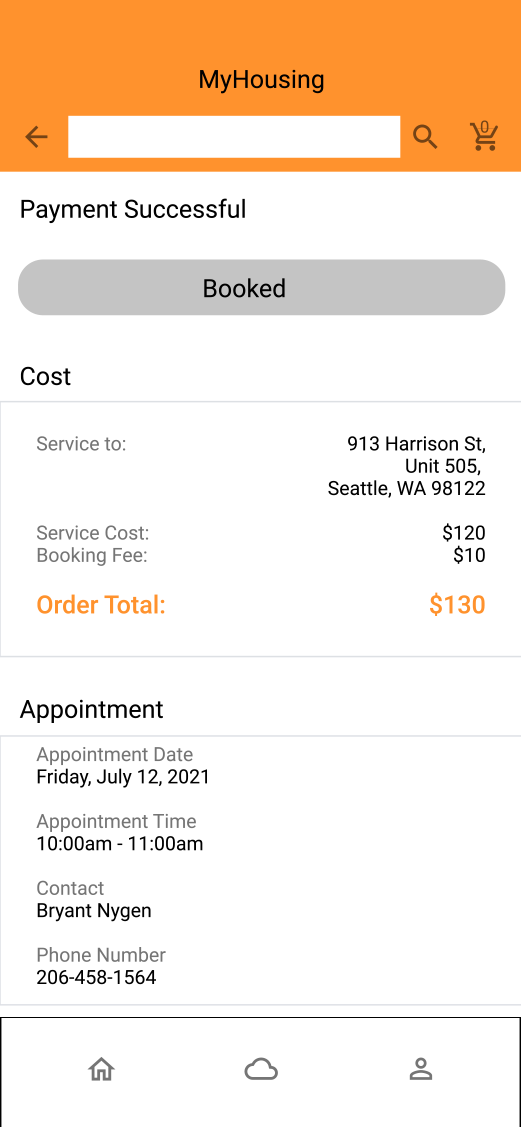 MyHousing
0
Payment Successful
Booked
Cost
Service to: 913 Harrison St,
Unit 505,
Seattle, WA 98122
Service Cost: $120
Booking Fee: $10
Order Total: $130
Appointment
Appointment Date
Friday, July 12, 2021
Appointment Time
10:00am - 11:00am
Contact
Bryant Nygen
Phone Number
206-458-1564